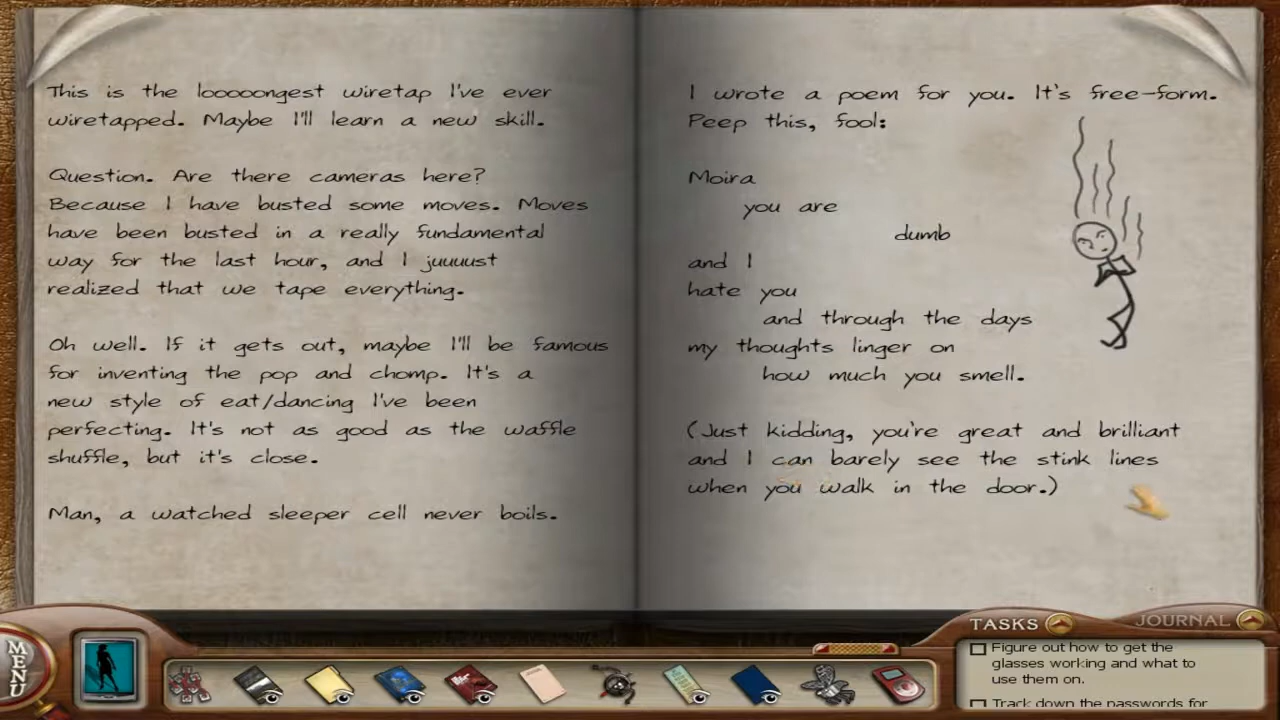 This is the looooongest wiretap I've ever
wiretapped. Maybe I'll learn a new skill.
Question. Are there cameras here?
Because I have busted some moves. Moves
have been busted in a really fundamental
way for the last hour, and I juuuust
realized that we tape everything.
Oh well. If it gets out, maybe I'll be famous
for inventing the pop and chomp. It's a
new style of eat/dancing I've been
perfecting. It's not as good as the waffle
shuffle, but it's close.
Man, a watched sleeper cell never boils.
I wrote a poem for you. It's free-form.
Peep this, fool:
Moira
you are
dumb
and I
hate you
and through the days
my thoughts linger on
how much you smell.
(Just kidding, you're great and brilliant
and I can barely see the stink lines
when you walk in the door.)
MENU
TASKS
JOURNAL
Figure out how to get the
glasses working and what to
use them on.
Track down the passwords for